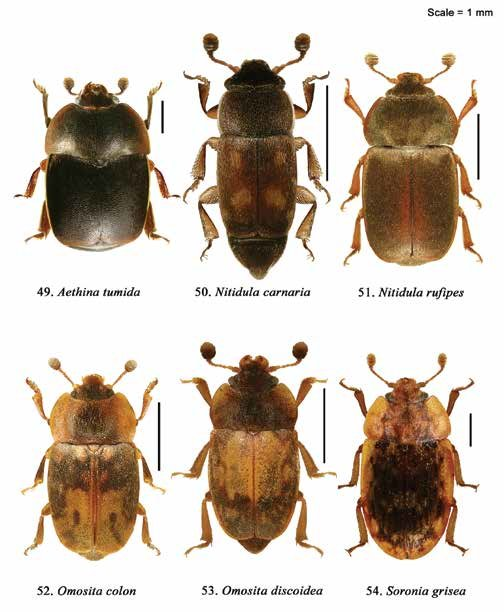 Scale = 1 mm
49. Aethina tumida
50. Nitidula carnaria
51. Nitidula rufipes
52. Omosita colon
53. Omosita discoidea
54. Soronia grisea